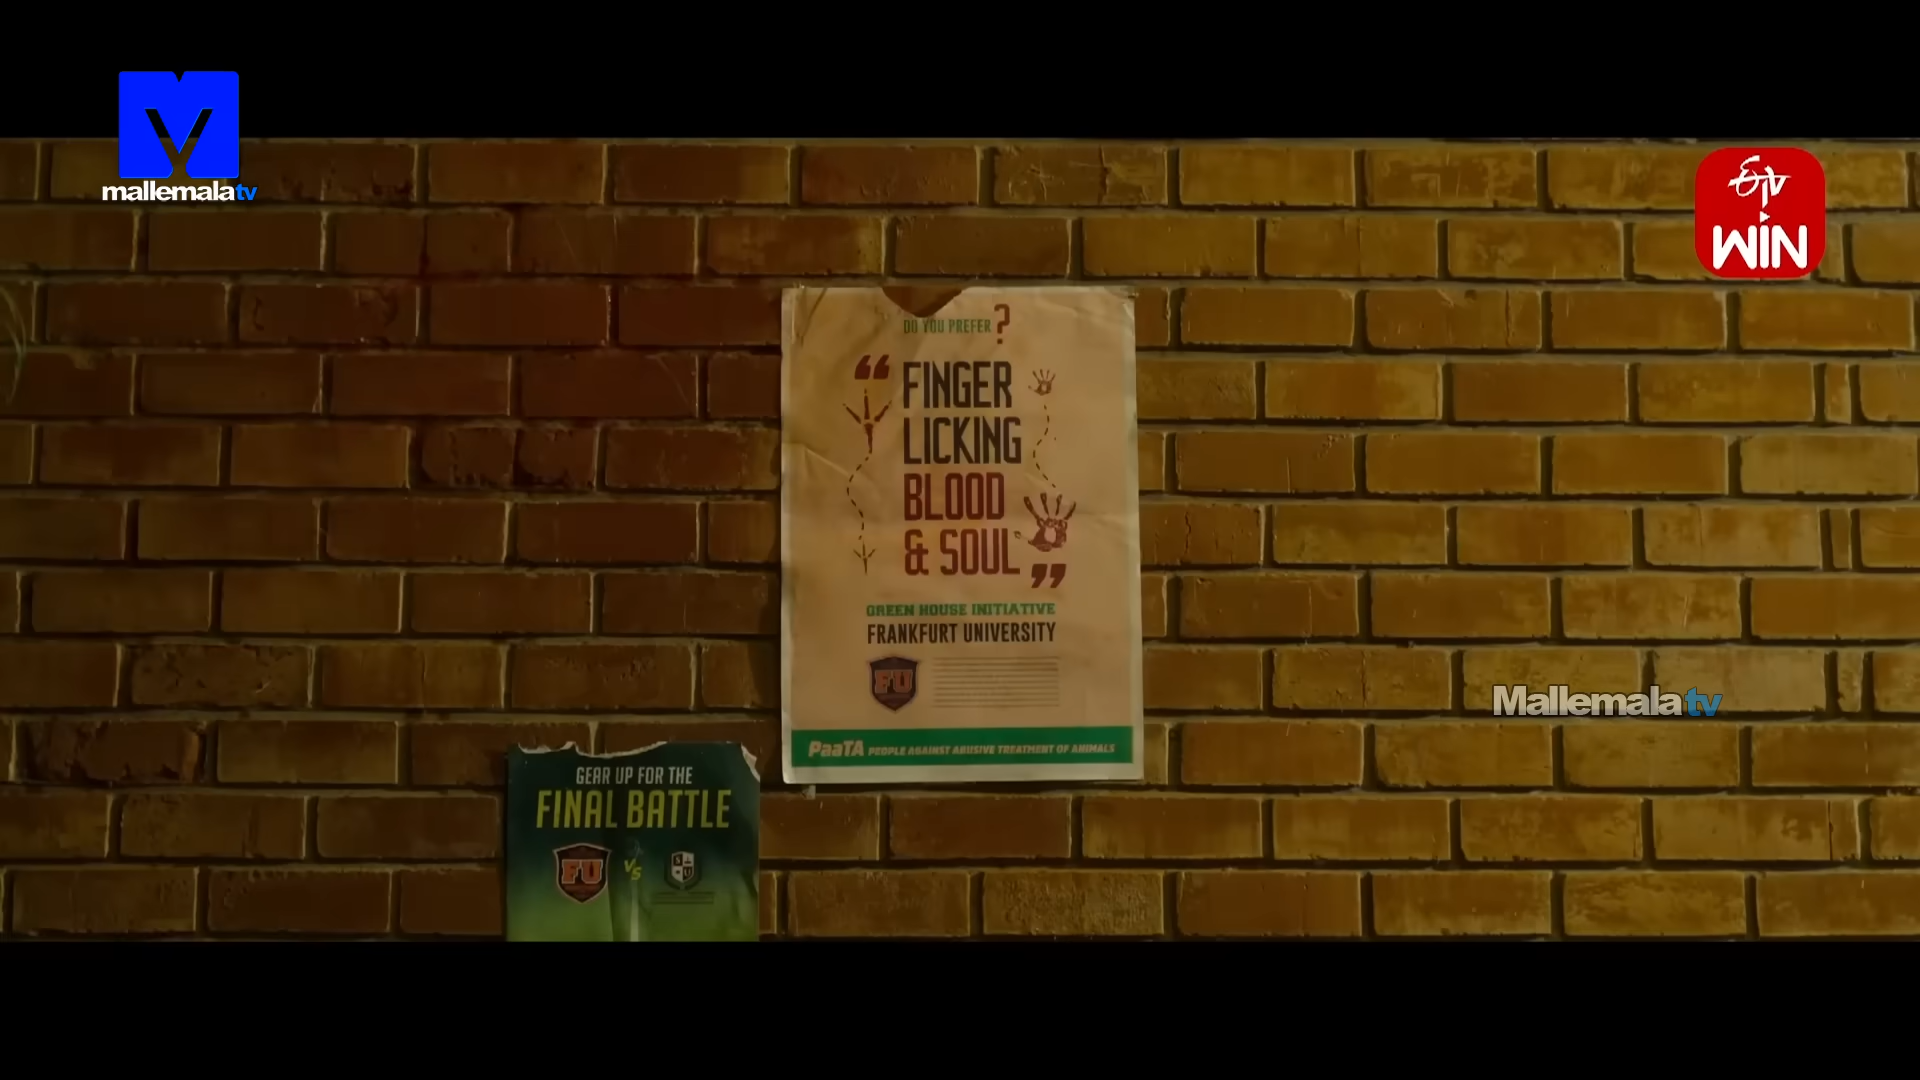 mallemalatv
ఈటీవీ
WIN
DO YOU PREFER ?
“ FINGER
LICKING
BLOOD
& SOUL ”
GREEN HOUSE INITIATIVE
FRANKFURT UNIVERSITY
FU
Mallemalatv
PaaTA PEOPLE AGAINST ABUSIVE TREATMENT OF ANIMALS
GEAR UP FOR THE
FINAL BATTLE
FU VS